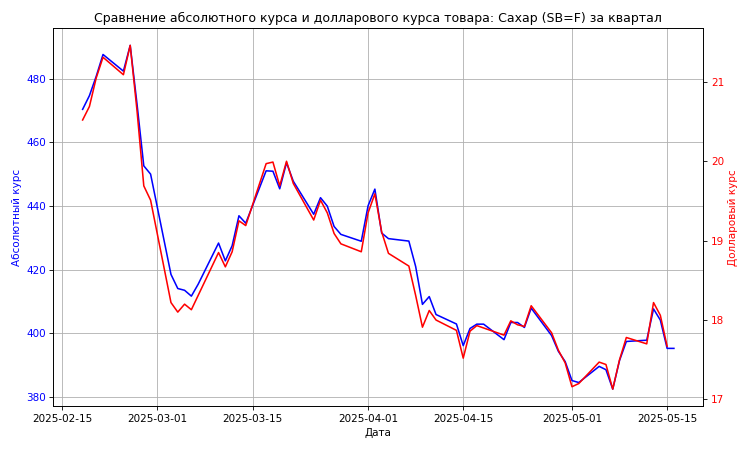 Сравнение абсолютного курса и долларового курса товара: Сахар (SB=F) за квартал
Абсолютный курс
480
460
440
420
400
380
Долларовый курс
21
20
19
18
17
2025-02-15 2025-03-01 2025-03-15 2025-04-01 2025-04-15 2025-05-01 2025-05-15
Дата